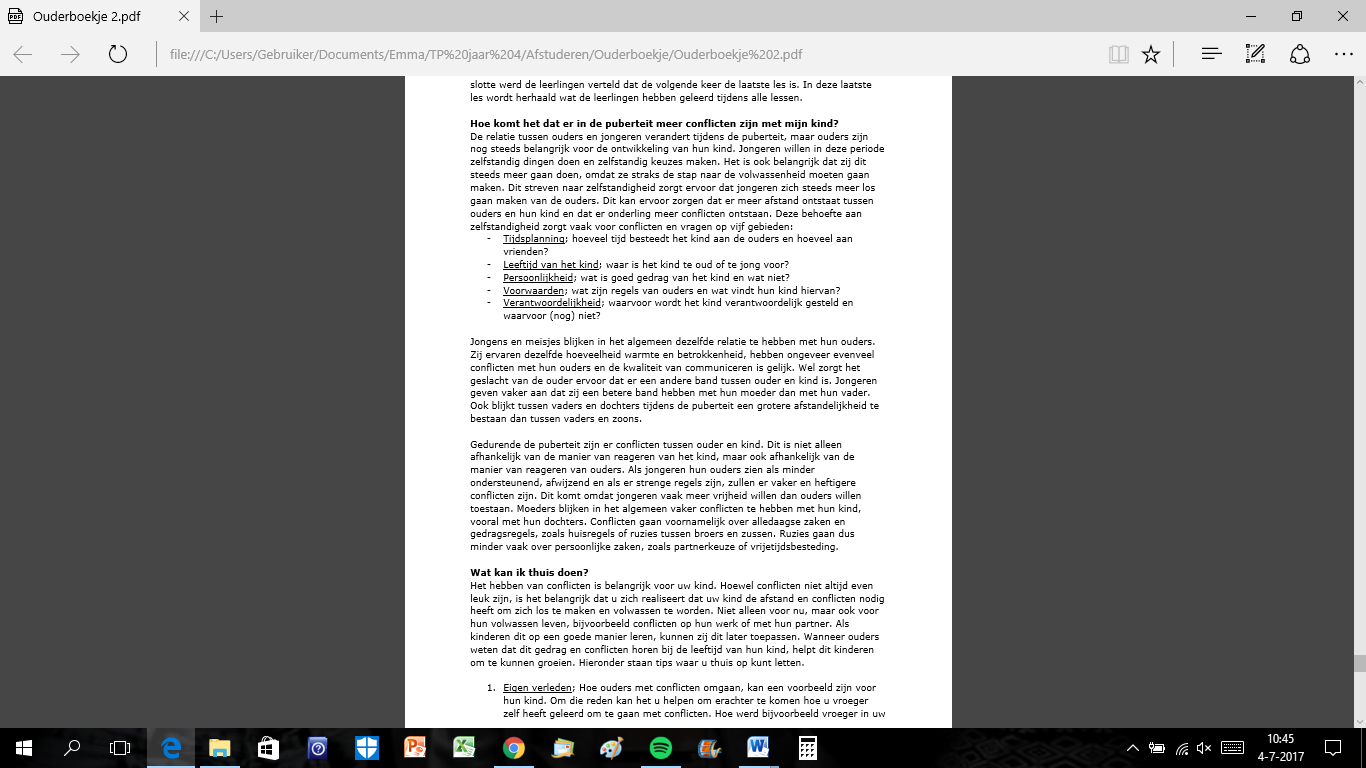 Ouderboekje 2.pdf
file:///C:/Users/Gebruiker/Documents/Emma/TP%20jaar%204/Afstuderen/Ouderboekje/Ouderboekje%202.pdf
slotte werd de leerlingen verteld dat de volgende keer de laatste les is. In deze laatste
les wordt herhaald wat de leerlingen hebben geleerd tijdens alle lessen.
Hoe komt het dat er in de puberteit meer conflicten zijn met mijn kind?
De relatie tussen ouders en jongeren verandert tijdens de puberteit, maar ouders zijn
nog steeds belangrijk voor de ontwikkeling van hun kind. Jongeren willen in deze periode
zelfstandig dingen doen en zelfstandig keuzes maken. Het is ook belangrijk dat zij dit
steeds meer gaan doen, omdat ze straks de stap naar de volwassenheid moeten gaan
maken. Dit streven naar zelfstandigheid zorgt ervoor dat jongeren zich steeds meer los
gaan maken van de ouders. Dit kan ervoor zorgen dat er meer afstand ontstaat tussen
ouders en hun kind en dat er onderling meer conflicten ontstaan. Deze behoefte aan
zelfstandigheid zorgt vaak voor conflicten en vragen op vijf gebieden:
- Tijdsplanning; hoeveel tijd besteedt het kind aan de ouders en hoeveel aan
vrienden?
- Leeftijd van het kind; waar is het kind te oud of te jong voor?
- Persoonlijkheid; wat is goed gedrag van het kind en wat niet?
- Voorwaarden; wat zijn regels van ouders en wat vindt hun kind hiervan?
- Verantwoordelijkheid; waarvoor wordt het kind verantwoordelijk gesteld en
waarvoor (nog) niet?
Jongens en meisjes blijken in het algemeen dezelfde relatie te hebben met hun ouders.
Zij ervaren dezelfde hoeveelheid warmte en betrokkenheid, hebben ongeveer evenveel
conflicten met hun ouders en de kwaliteit van communiceren is gelijk. Wel zorgt het
geslacht van de ouder ervoor dat er een andere band tussen ouder en kind is. Jongeren
geven vaker aan dat zij een betere band hebben met hun moeder dan met hun vader.
Ook blijkt tussen vaders en dochters tijdens de puberteit een grotere afstandelijkheid te
bestaan dan tussen vaders en zoons.
Gedurende de puberteit zijn er conflicten tussen ouder en kind. Dit is niet alleen
afhankelijk van de manier van reageren van het kind, maar ook afhankelijk van de
manier van reageren van ouders. Als jongeren hun ouders zien als minder
ondersteunend, afwijzend en als er strenge regels zijn, zullen er vaker en heftigere
conflicten zijn. Dit komt omdat jongeren vaak meer vrijheid willen dan ouders willen
toestaan. Moeders blijken in het algemeen vaker conflicten te hebben met hun kind,
vooral met hun dochters. Conflicten gaan voornamelijk over alledaagse zaken en
gedragsregels, zoals huisregels of ruzies tussen broers en zussen. Ruzies gaan dus
minder vaak over persoonlijke zaken, zoals partnerkeuze of vrijetijdsbesteding.
Wat kan ik thuis doen?
Het hebben van conflicten is belangrijk voor uw kind. Hoewel conflicten niet altijd even
leuk zijn, is het belangrijk dat u zich realiseert dat uw kind de afstand en conflicten nodig
heeft om zich los te maken en volwassen te worden. Niet alleen voor nu, maar ook voor
hun volwassen leven, bijvoorbeeld conflicten op hun werk of met hun partner. Als
kinderen dit op een goede manier leren, kunnen zij dit later toepassen. Wanneer ouders
weten dat dit gedrag en conflicten horen bij de leeftijd van hun kind, helpt dit kinderen
om te kunnen groeien. Hieronder staan tips waar u thuis op kunt letten.
1. Eigen verleden; Hoe ouders met conflicten omgaan, kan een voorbeeld zijn voor
hun kind. Om die reden kan het u helpen om erachter te komen hoe u vroeger
zelf heeft geleerd om te gaan met conflicten. Hoe werd bijvoorbeeld vroeger in uw
10:45
4-7-2017